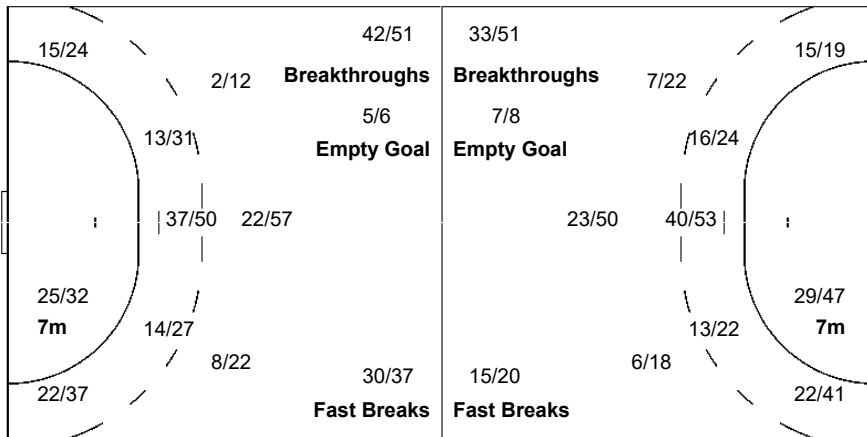 42/51 33/51
15/24 15/19
2/12 Breakthroughs Breakthroughs 7/22
5/6 7/8
13/31 16/24
Empty Goal Empty Goal
37/50 22/57 23/50 40/53
25/32 29/47
7m 14/27 13/22 7m
8/22 6/18
30/37 15/20
22/37 22/41
Fast Breaks Fast Breaks